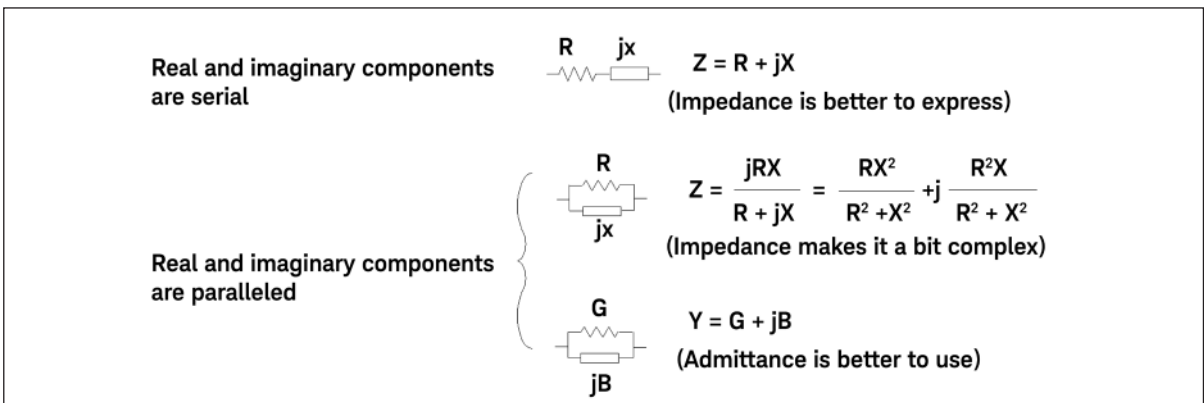 R jx
Z = R + jX
Real and imaginary components
are serial
(Impedance is better to express)
R
jx
Z = jRX / R + jX = RX² / R² +X² +j R²X / R² + X²
(Impedance makes it a bit complex)
Real and imaginary components
are paralleled
G
jB
Y = G + jB
(Admittance is better to use)